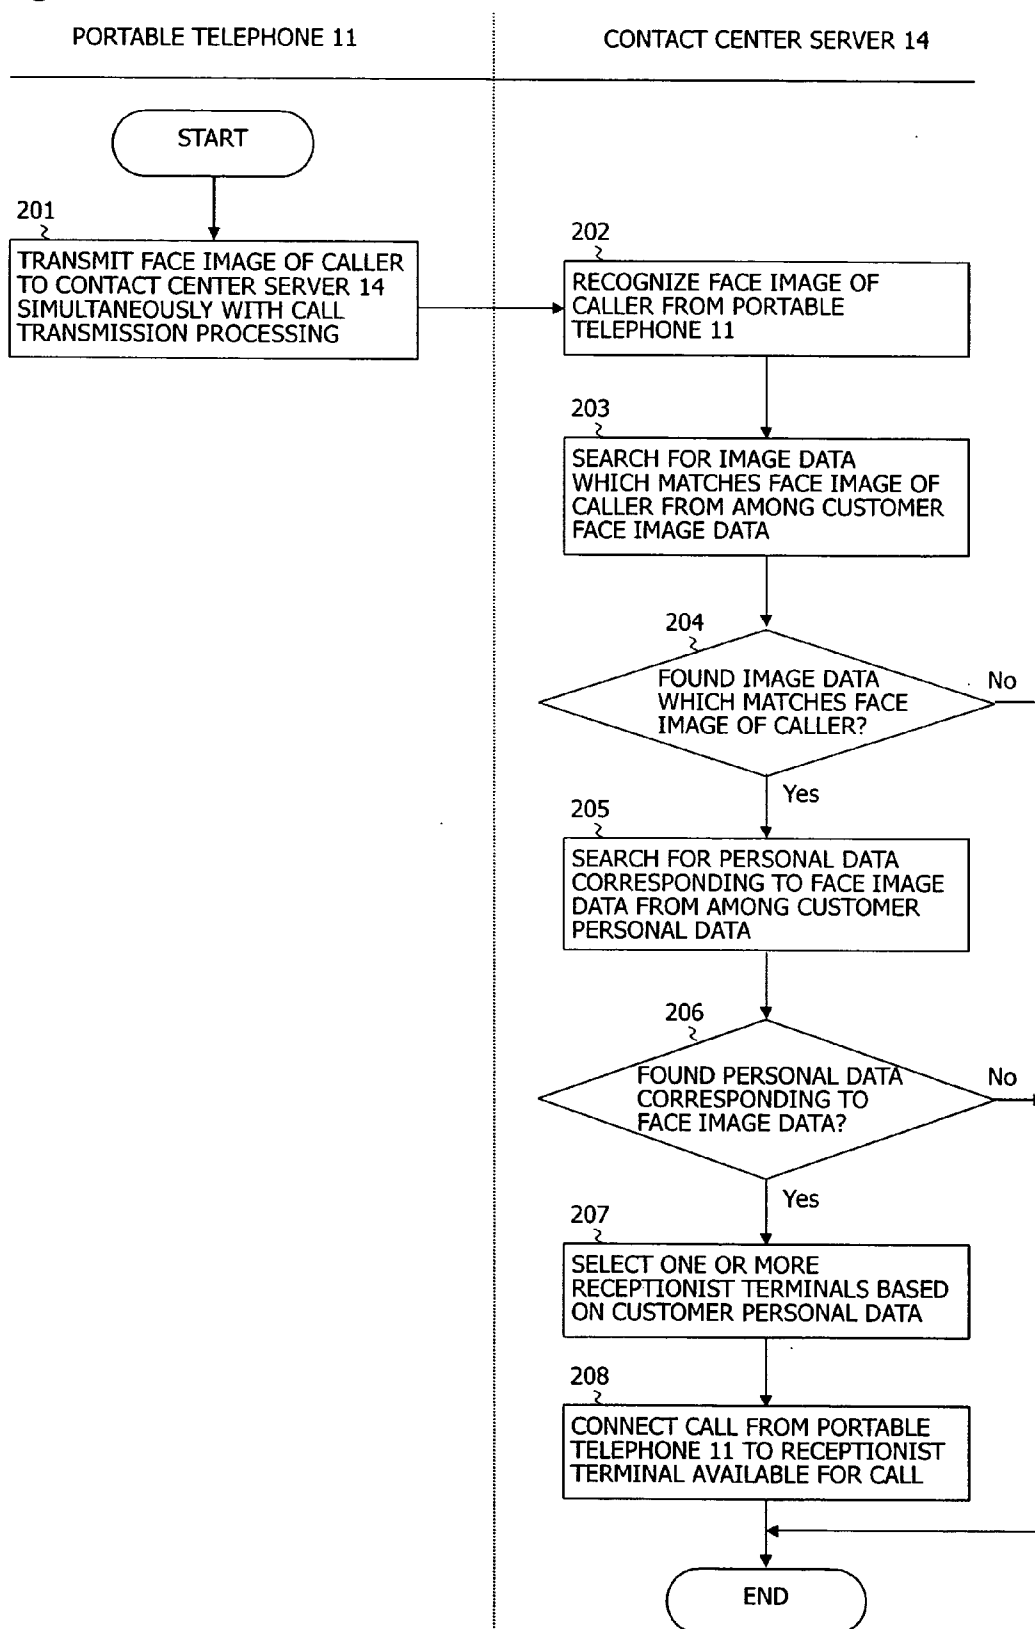 PORTABLE TELEPHONE 11
CONTACT CENTER SERVER 14
START
201
TRANSMIT FACE IMAGE OF CALLER
TO CONTACT CENTER SERVER 14
SIMULTANEOUSLY WITH CALL
TRANSMISSION PROCESSING
202
RECOGNIZE FACE IMAGE OF
CALLER FROM PORTABLE
TELEPHONE 11
203
SEARCH FOR IMAGE DATA
WHICH MATCHES FACE IMAGE OF
CALLER FROM AMONG CUSTOMER
FACE IMAGE DATA
204
FOUND IMAGE DATA
WHICH MATCHES FACE
IMAGE OF CALLER?
No
Yes
205
SEARCH FOR PERSONAL DATA
CORRESPONDING TO FACE IMAGE
DATA FROM AMONG CUSTOMER
PERSONAL DATA
206
FOUND PERSONAL DATA
CORRESPONDING TO
FACE IMAGE DATA?
No
Yes
207
SELECT ONE OR MORE
RECEPTIONIST TERMINALS BASED
ON CUSTOMER PERSONAL DATA
208
CONNECT CALL FROM PORTABLE
TELEPHONE 11 TO RECEPTIONIST
TERMINAL AVAILABLE FOR CALL
END